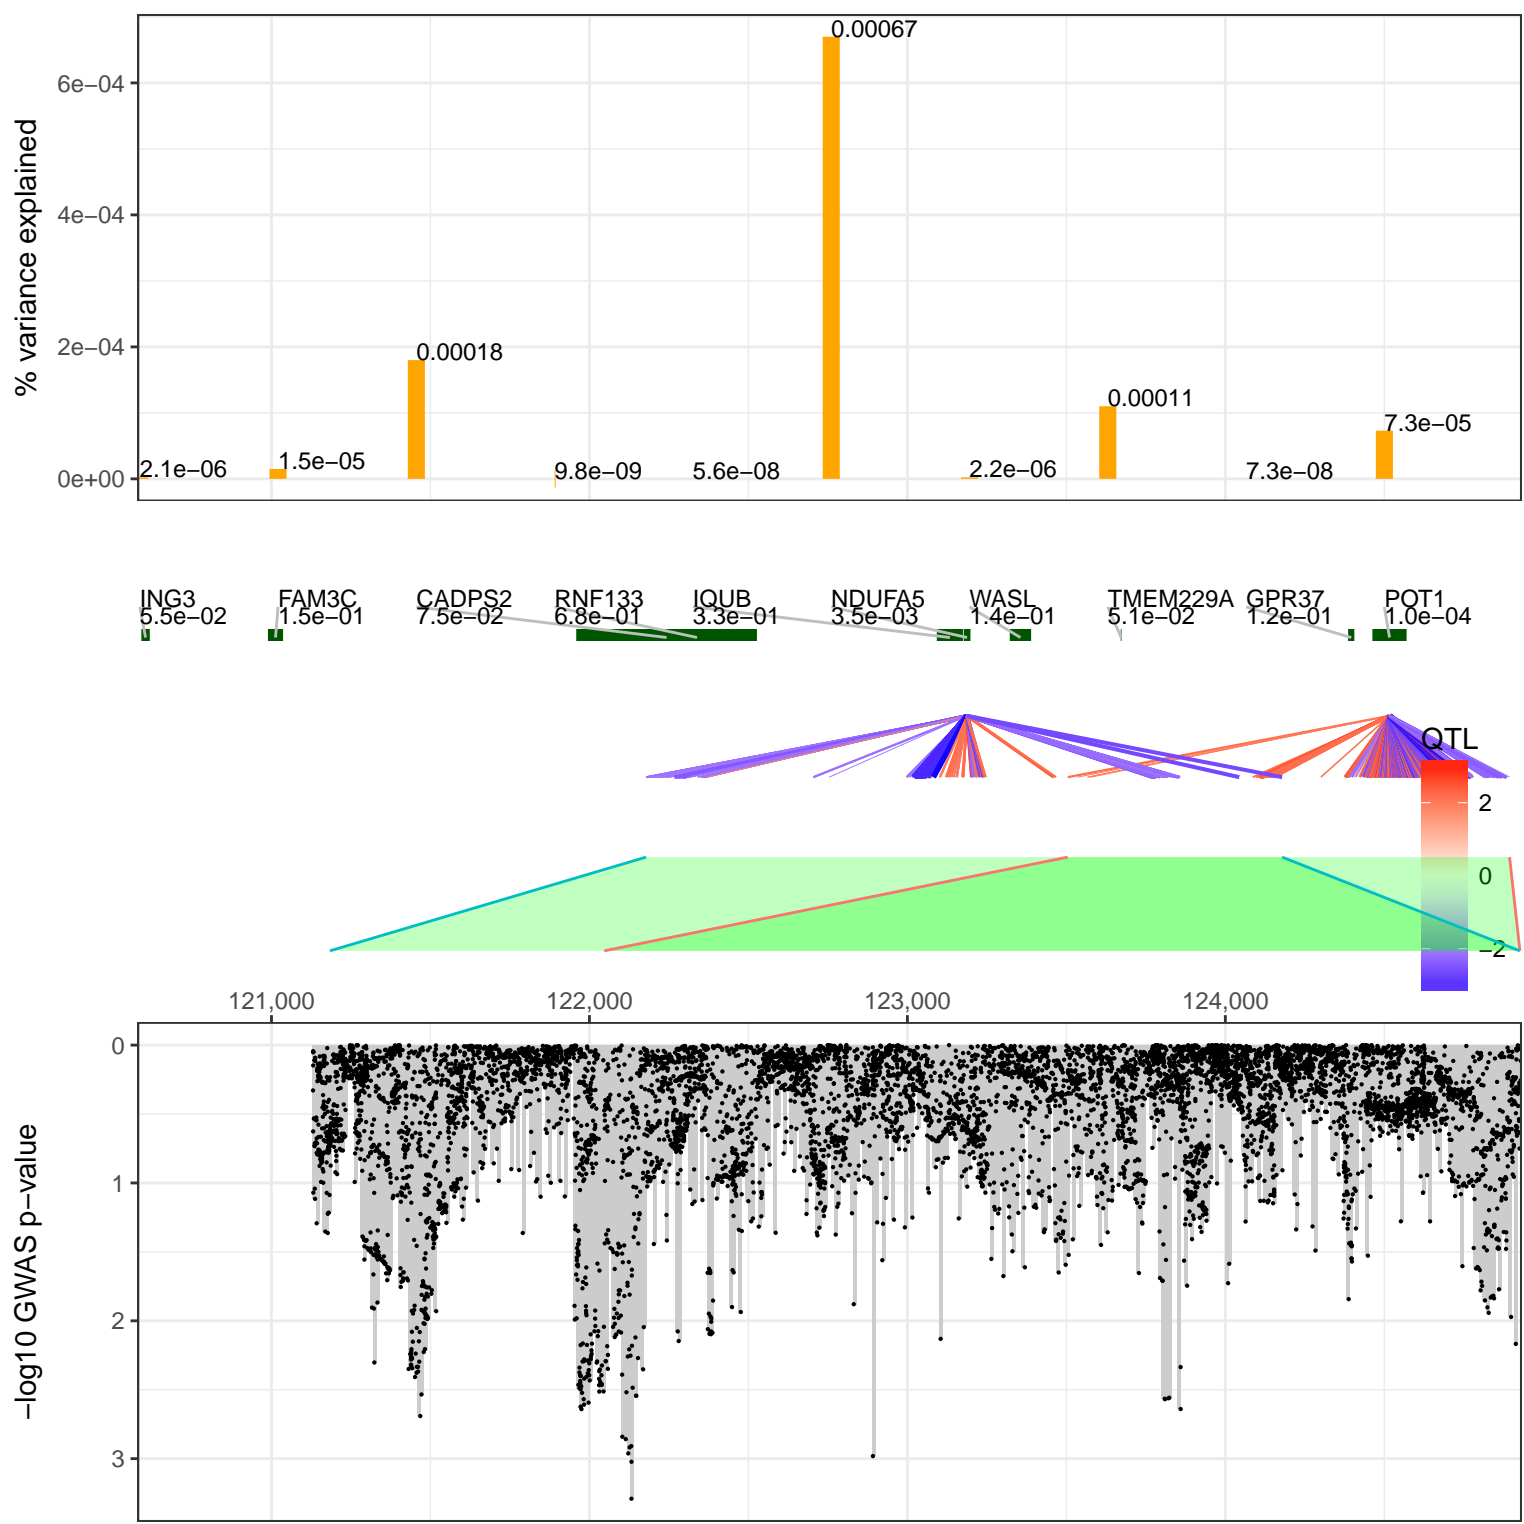 % variance explained
6e−04
4e−04
2e−04
0e+00
0.00067
0.00018
0.00011
7.3e−05
2.1e−06
1.5e−05
9.8e−09
5.6e−08
2.2e−06
7.3e−08
ING3 FAM3C CADPS2 RNF133 IQUB NDUFA5 WASL TMEM229A GPR37 POT1
5.5e−02 1.5e−01 7.5e−02 6.8e−01 3.3e−01 3.5e−03 1.4e−01 5.1e−02 1.2e−01 1.0e−04
QTL
2
0
−2
121,000 122,000 123,000 124,000
−log10 GWAS p−value
0
1
2
3